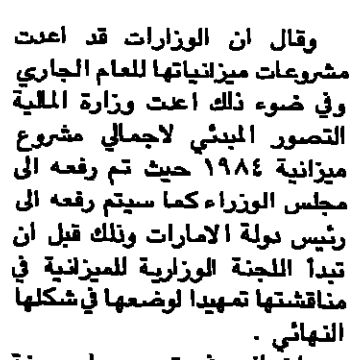 وقال ان الوزارات قد اعدت
مشروعات ميزانياتها للعام الجاري
وفي ضوء ذلك اعدت وزارة المالية
التصور المبدئي لاجمالي مشروع
ميزانية ١٩٨٤ حيث تم رفعه الى
مجلس الوزراء كما سيتم رفعه الى
رئيس دولة الامارات وذلك قبل ان
تبدأ اللجنة الوزارية للميزانية في
مناقشتها تمهيدا لوضعها في شكلها
النهائي .